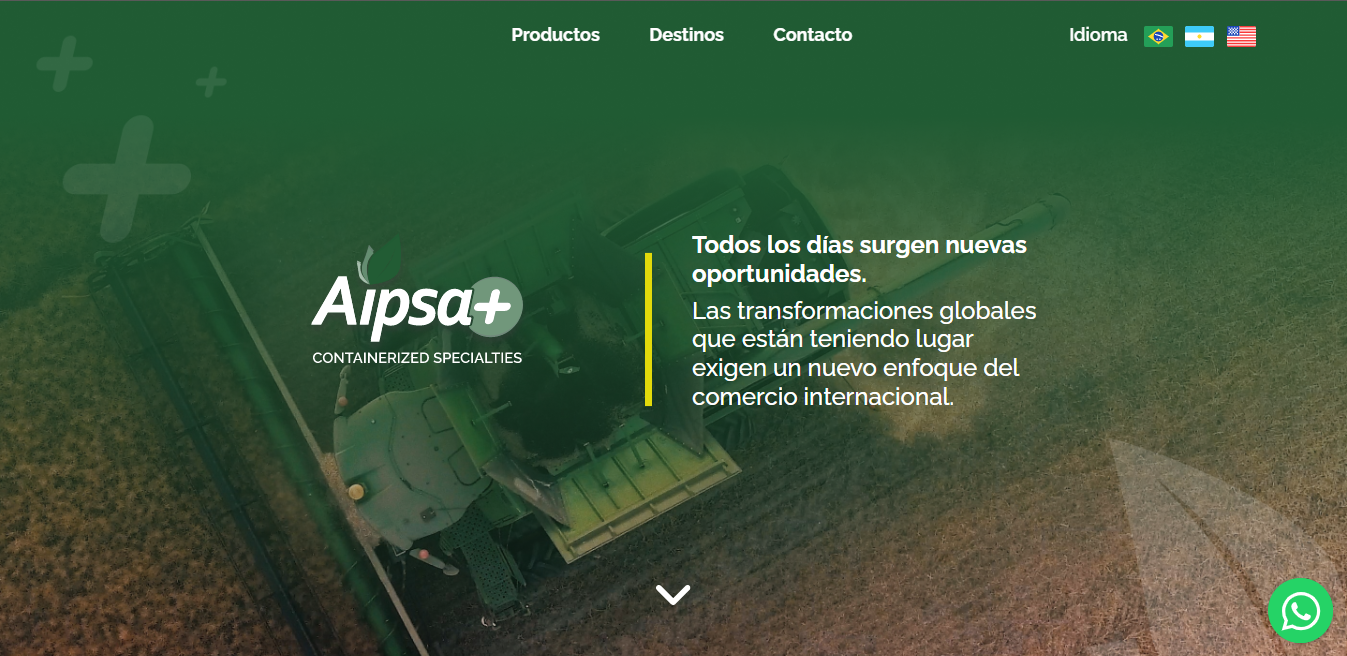 Productos
Destinos
Contacto
Idioma
Aipsa+
CONTAINERIZED SPECIALTIES
Todos los días surgen nuevas
oportunidades.
Las transformaciones globales
que están teniendo lugar
exigen un nuevo enfoque del
comercio internacional.